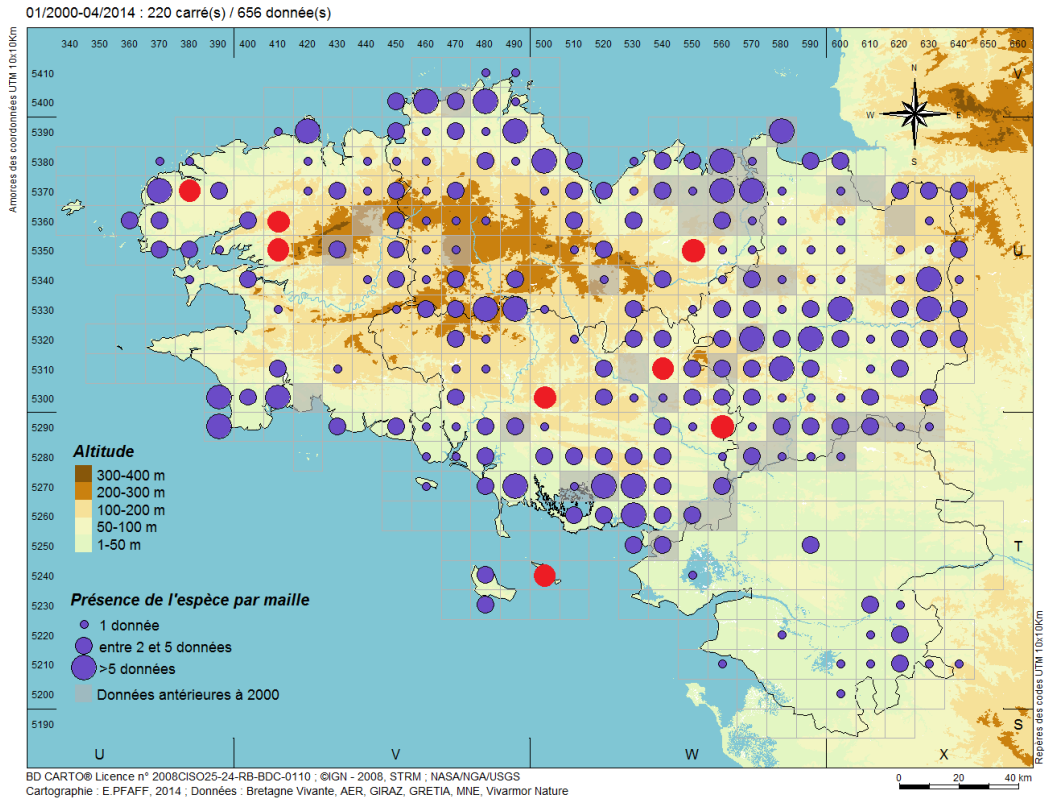 01/2000-04/2014 : 220 carré(s) / 656 donnée(s)
Amorces des coordonnées UTM 10x10Km
340 350 360 370 380 390 400 410 420 430 440 450 460 470 480 490 500 510 520 530 540 550 560 570 580 590 600 610 620 630 640 650 660
5410
5400
5390
5380
5370
5360
5350
5340
5330
5320
5310
5300
5290
5280
5270
5260
5250
5240
5230
5220
5210
5200
5190
N
W E
S
V
U
T
S
Altitude
300-400 m
200-300 m
100-200 m
50-100 m
1-50 m
Présence de l'espèce par maille
1 donnée
entre 2 et 5 données
>5 données
Données antérieures à 2000
U V W X
Repères des codes UTM 10x10Km
BD CARTO® Licence n° 2008CISO25-24-RB-BDC-0110 ; ©IGN - 2008, STRM ; NASA/NGA/USGS
Cartographie : E.PFAFF, 2014 ; Données : Bretagne Vivante, AER, GIRAZ, GRETIA, MNE, Vivarmor Nature
0 20 40 km